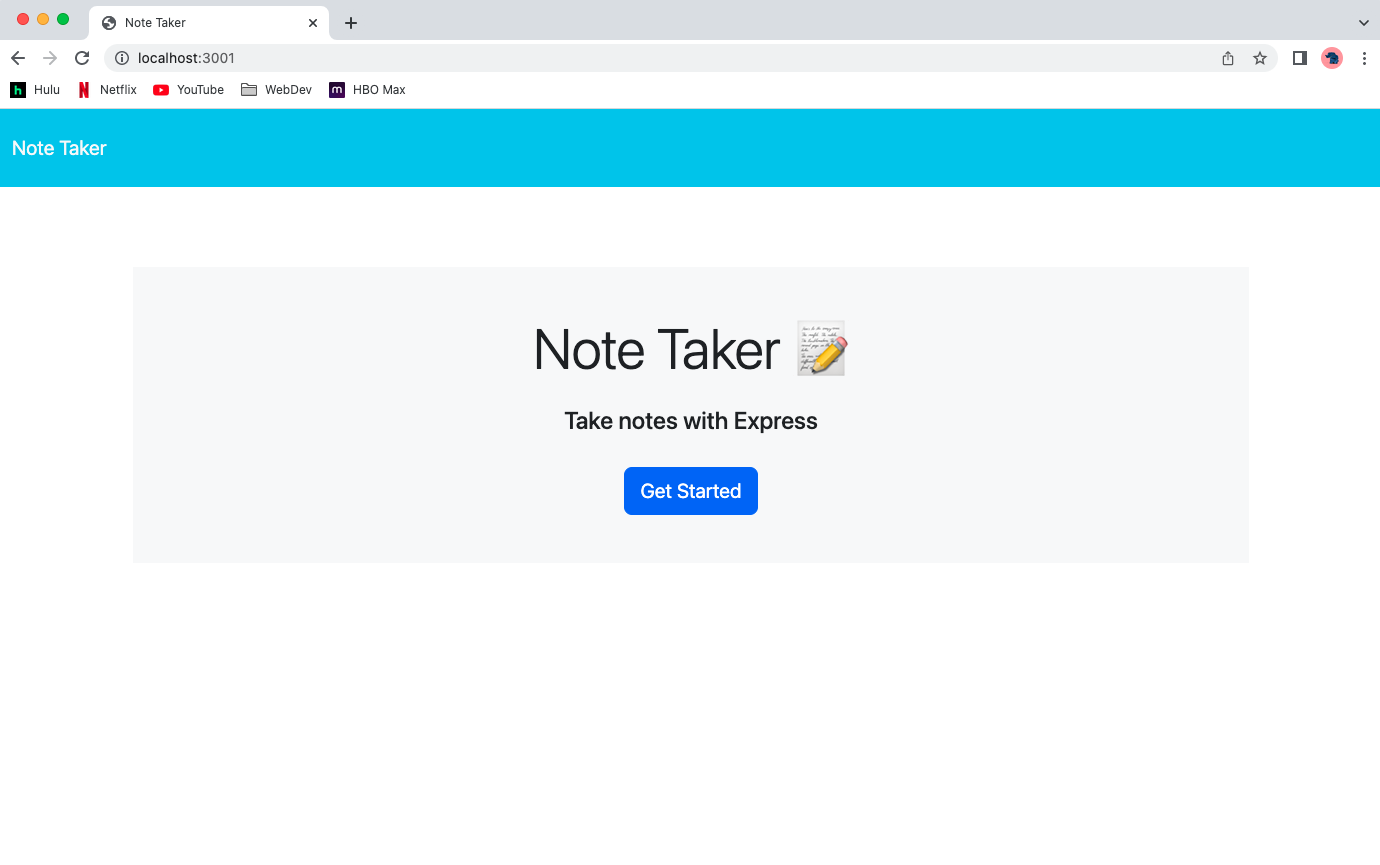 Note Taker
localhost:3001
Hulu Netflix YouTube WebDev HBO Max
Note Taker
Note Taker 📝
Take notes with Express
Get Started